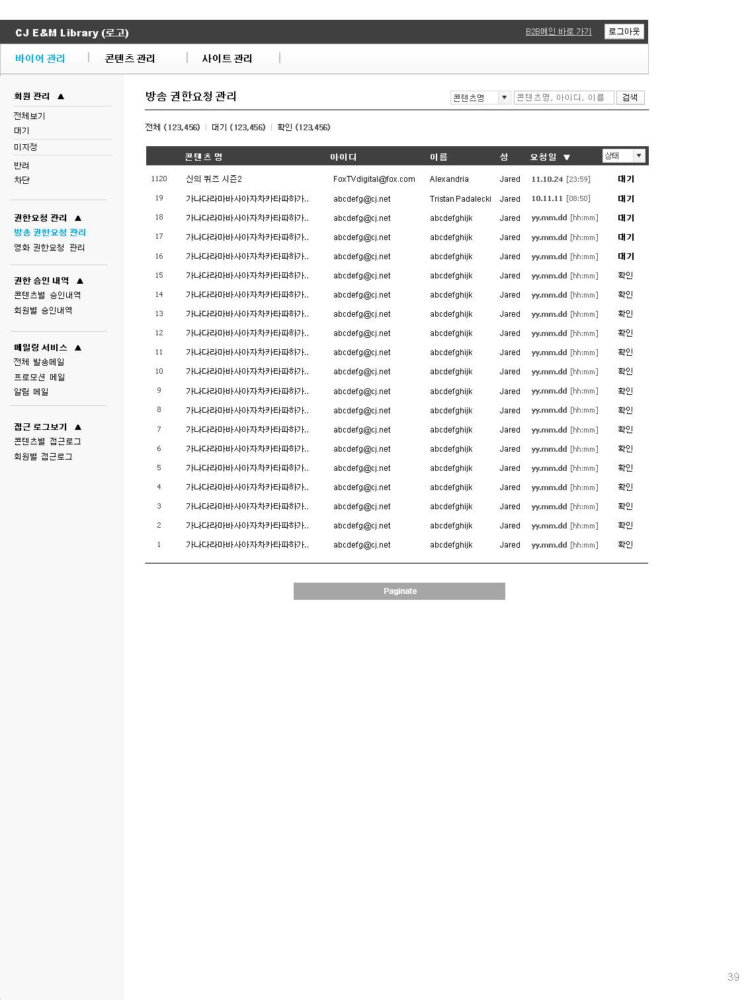 CJ E&M Library (로고)
B2B메인 바로 가기
로그아웃
바이어 관리 콘텐츠 관리 사이트 관리
회원 관리 ▲
전체보기
대기
미지정
반려
차단
권한요청 관리 ▲
방송 권한요청 관리
영화 권한요청 관리
권한 승인 내역 ▲
콘텐츠별 승인내역
회원별 승인내역
메일링 서비스 ▲
전체 발송메일
프로모션 메일
알림 메일
접근 로그보기 ▲
콘텐츠별 접근로그
회원별 접근로그
방송 권한요청 관리
콘텐츠명 ▼ 콘텐츠명, 아이디, 이름 검색
전체 (123,456) | 대기 (123,456) | 확인 (123,456)
콘텐츠 명 아이디 이름 성 요청일 ▼ 상태 ▼
1120 신의 퀴즈 시즌2 FoxTVdigital@fox.com Alexandria Jared 11.10.24 [23:59] 대기
19 가나다라마바사아자차카타파하가.. abcdefg@cj.net Tristan Padalecki Jared 10.11.11 [08:50] 대기
18 가나다라마바사아자차카타파하가.. abcdefg@cj.net abcdefghijk Jared yy.mm.dd [hh:mm] 대기
17 가나다라마바사아자차카타파하가.. abcdefg@cj.net abcdefghijk Jared yy.mm.dd [hh:mm] 대기
16 가나다라마바사아자차카타파하가.. abcdefg@cj.net abcdefghijk Jared yy.mm.dd [hh:mm] 대기
15 가나다라마바사아자차카타파하가.. abcdefg@cj.net abcdefghijk Jared yy.mm.dd [hh:mm] 확인
14 가나다라마바사아자차카타파하가.. abcdefg@cj.net abcdefghijk Jared yy.mm.dd [hh:mm] 확인
13 가나다라마바사아자차카타파하가.. abcdefg@cj.net abcdefghijk Jared yy.mm.dd [hh:mm] 확인
12 가나다라마바사아자차카타파하가.. abcdefg@cj.net abcdefghijk Jared yy.mm.dd [hh:mm] 확인
11 가나다라마바사아자차카타파하가.. abcdefg@cj.net abcdefghijk Jared yy.mm.dd [hh:mm] 확인
10 가나다라마바사아자차카타파하가.. abcdefg@cj.net abcdefghijk Jared yy.mm.dd [hh:mm] 확인
9 가나다라마바사아자차카타파하가.. abcdefg@cj.net abcdefghijk Jared yy.mm.dd [hh:mm] 확인
8 가나다라마바사아자차카타파하가.. abcdefg@cj.net abcdefghijk Jared yy.mm.dd [hh:mm] 확인
7 가나다라마바사아자차카타파하가.. abcdefg@cj.net abcdefghijk Jared yy.mm.dd [hh:mm] 확인
6 가나다라마바사아자차카타파하가.. abcdefg@cj.net abcdefghijk Jared yy.mm.dd [hh:mm] 확인
5 가나다라마바사아자차카타파하가.. abcdefg@cj.net abcdefghijk Jared yy.mm.dd [hh:mm] 확인
4 가나다라마바사아자차카타파하가.. abcdefg@cj.net abcdefghijk Jared yy.mm.dd [hh:mm] 확인
3 가나다라마바사아자차카타파하가.. abcdefg@cj.net abcdefghijk Jared yy.mm.dd [hh:mm] 확인
2 가나다라마바사아자차카타파하가.. abcdefg@cj.net abcdefghijk Jared yy.mm.dd [hh:mm] 확인
1 가나다라마바사아자차카타파하가.. abcdefg@cj.net abcdefghijk Jared yy.mm.dd [hh:mm] 확인
Paginate
39